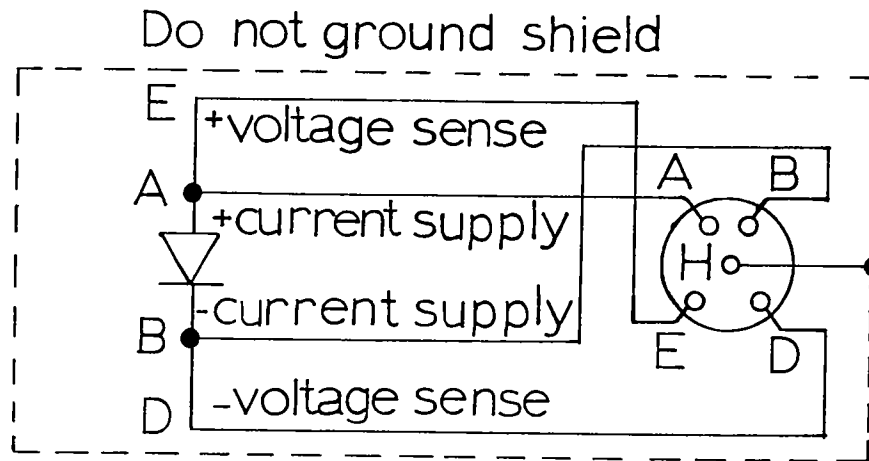 Do not ground shield
E
+voltage sense
A
A
B
+current supply
H
-current supply
B
E
D
D
-voltage sense